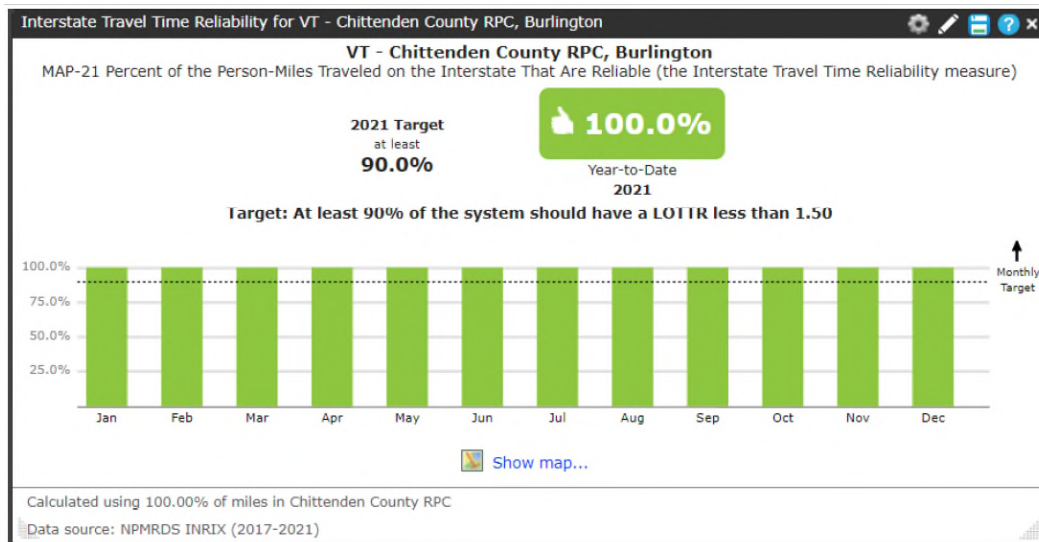 Interstate Travel Time Reliability for VT - Chittenden County RPC, Burlington
VT - Chittenden County RPC, Burlington
MAP-21 Percent of the Person-Miles Traveled on the Interstate That Are Reliable (the Interstate Travel Time Reliability measure)
2021 Target
at least
90.0%
100.0%
Year-to-Date
2021
Target: At least 90% of the system should have a LOTTR less than 1.50
100.0%
75.0%
50.0%
25.0%
Monthly
Target
Jan Feb Mar Apr May Jun Jul Aug Sep Oct Nov Dec
Show map...
Calculated using 100.00% of miles in Chittenden County RPC
Data source: NPMRDS INRIX (2017-2021)